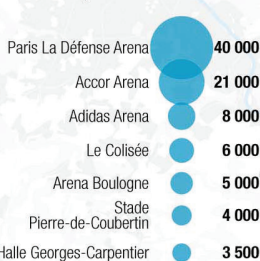 Paris La Défense Arena 40 000
Accor Arena 21 000
Adidas Arena 8 000
Le Colisée 6 000
Arena Boulogne 5 000
Stade
Pierre-de-Coubertin 4 000
Halle Georges-Carpentier 3 500